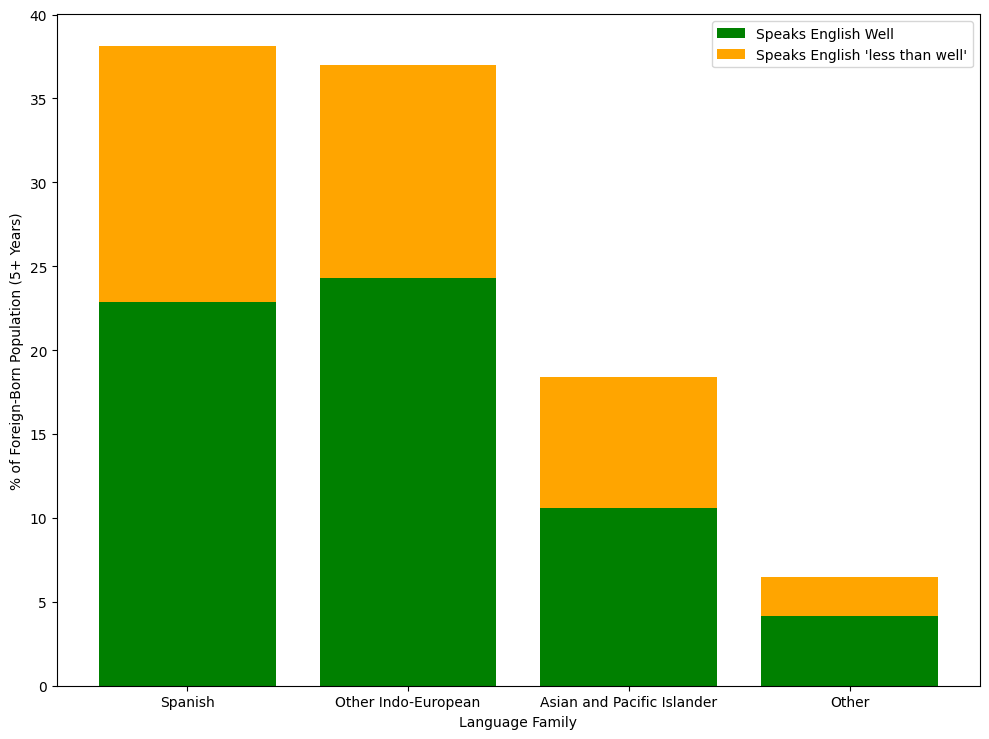 Speaks English Well
Speaks English 'less than well'
% of Foreign-Born Population (5+ Years)
40
35
30
25
20
15
10
5
0
Spanish
Other Indo-European
Asian and Pacific Islander
Other
Language Family